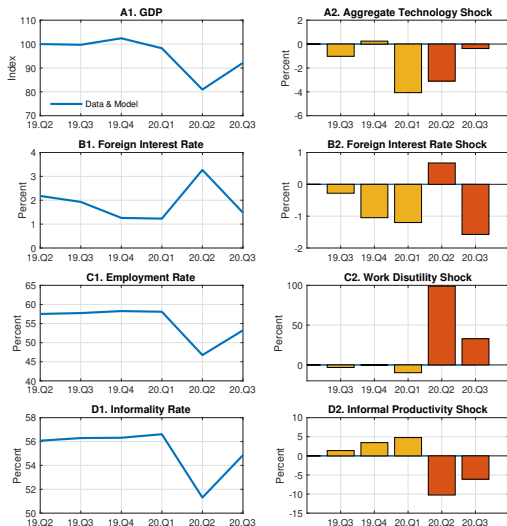 A1. GDP
110
100
90
80
70
Index
Data & Model
19.Q2 19.Q3 19.Q4 20.Q1 20.Q2 20.Q3
A2. Aggregate Technology Shock
2
0
-2
-4
-6
Percent
19.Q3 19.Q4 20.Q1 20.Q2 20.Q3
B1. Foreign Interest Rate
4
3
2
1
0
Percent
19.Q2 19.Q3 19.Q4 20.Q1 20.Q2 20.Q3
B2. Foreign Interest Rate Shock
1
0
-1
-2
Percent
19.Q3 19.Q4 20.Q1 20.Q2 20.Q3
C1. Employment Rate
65
60
55
50
45
40
Percent
19.Q2 19.Q3 19.Q4 20.Q1 20.Q2 20.Q3
C2. Work Disutility Shock
100
50
0
Percent
19.Q3 19.Q4 20.Q1 20.Q2 20.Q3
D1. Informality Rate
58
56
54
52
50
Percent
19.Q2 19.Q3 19.Q4 20.Q1 20.Q2 20.Q3
D2. Informal Productivity Shock
10
5
0
-5
-10
-15
Percent
19.Q3 19.Q4 20.Q1 20.Q2 20.Q3